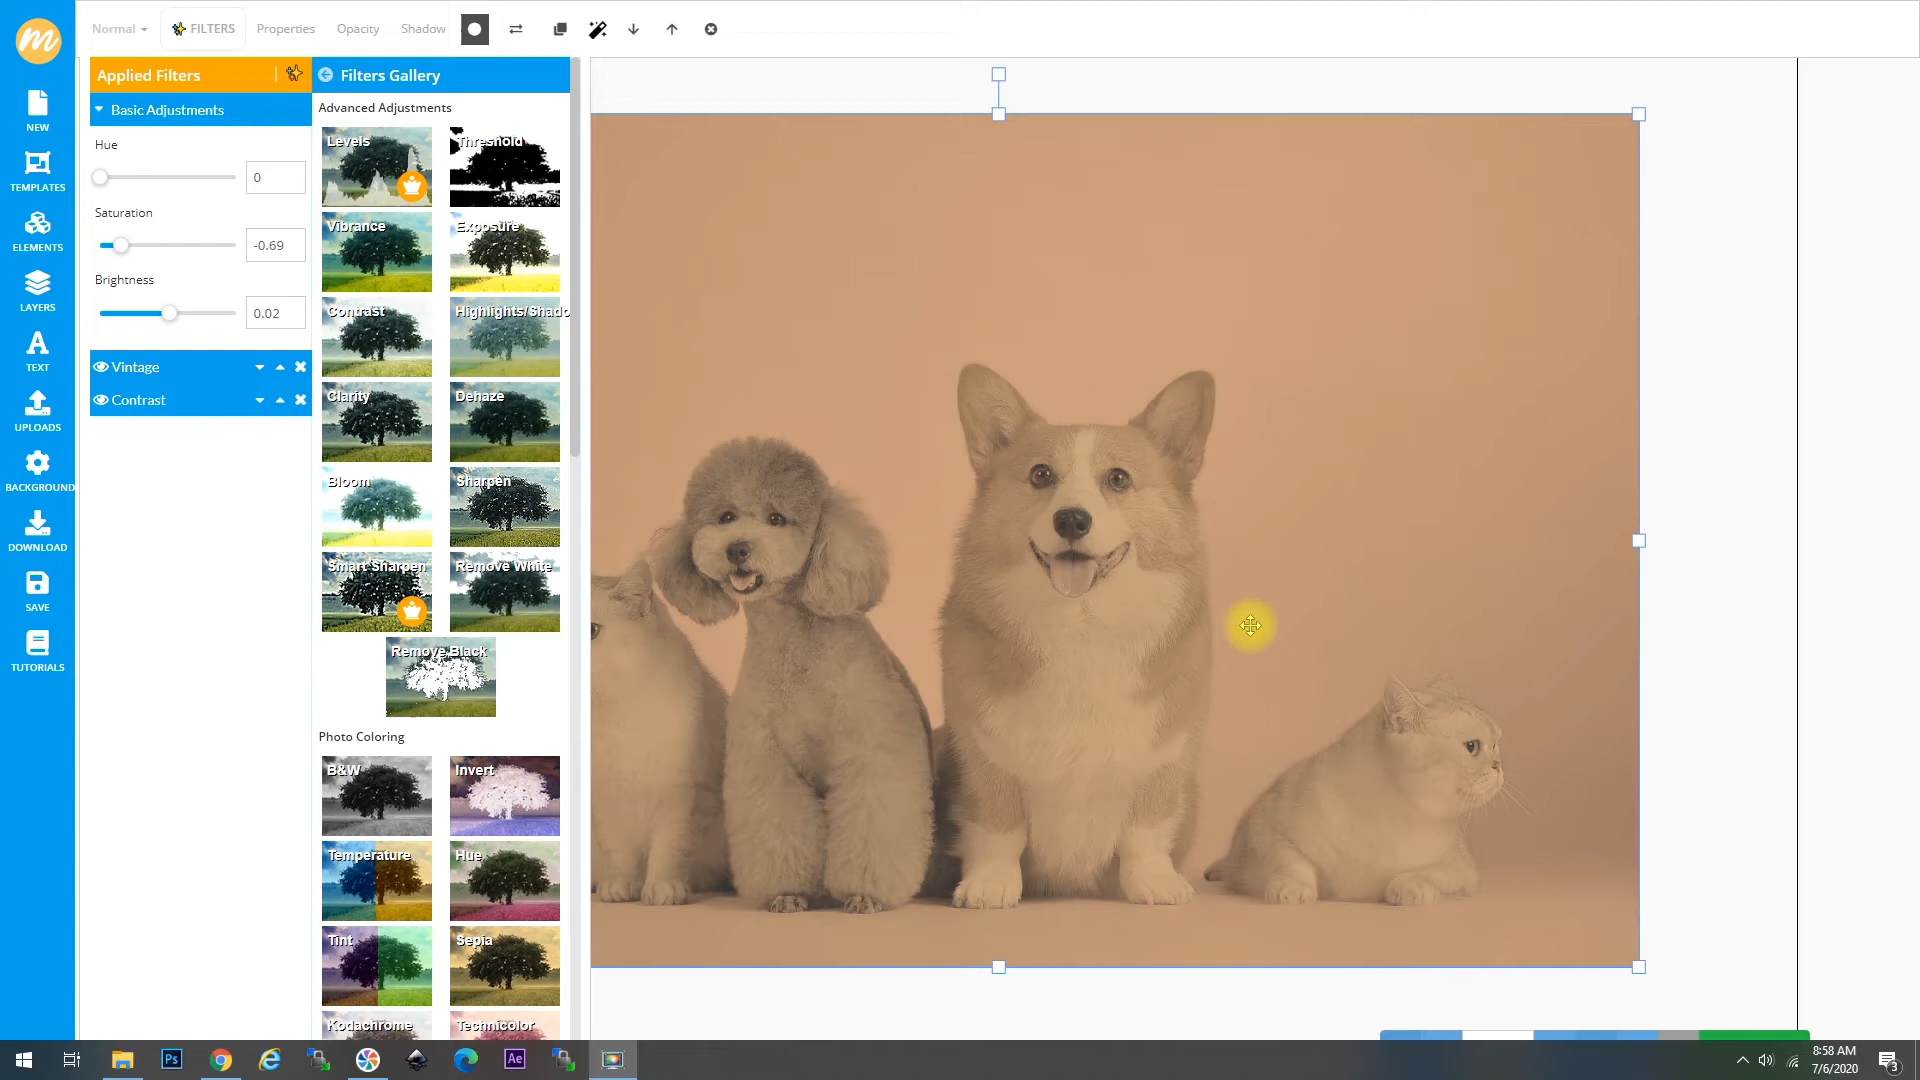 Normal FILTERS Properties Opacity Shadow
NEW
TEMPLATES
ELEMENTS
LAYERS
TEXT
UPLOADS
BACKGROUND
DOWNLOAD
SAVE
TUTORIALS
Applied Filters
Basic Adjustments
Hue
0
Saturation
-0.69
Brightness
0.02
Vintage
Contrast
Filters Gallery
Advanced Adjustments
Levels Threshold
Vibrance Exposure
Contrast Highlights/Shado
Clarity Dehaze
Bloom Sharpen
Smart Sharpen Remove White
Remove Black
Photo Coloring
B&W Invert
Temperature Hue
Tint Sepia
Kodachrome Technicolor
Ps
Ae
8:58 AM
7/6/2020
3